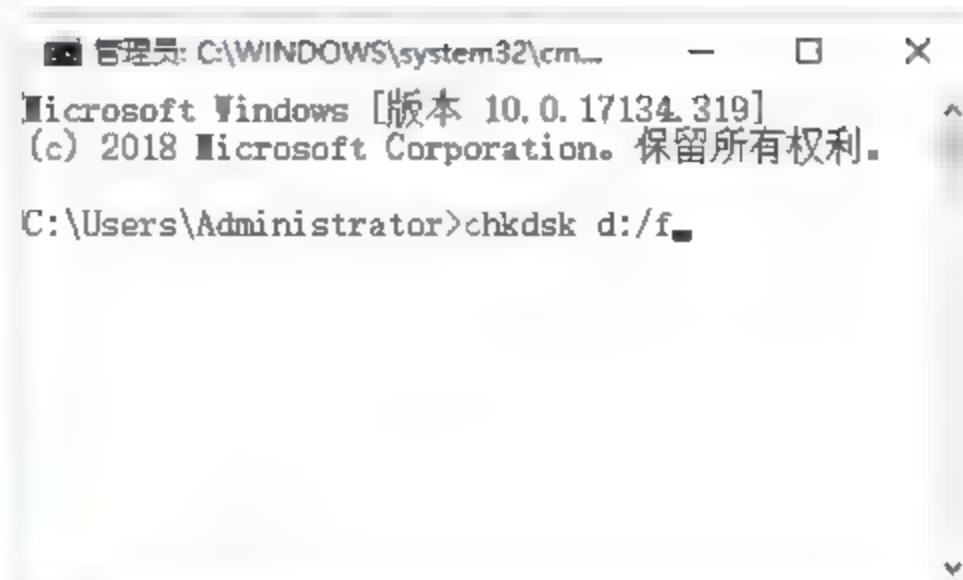 管理员: C:\WINDOWS\system32\cm...
Microsoft Windows [版本 10.0.17134.319]
(c) 2018 Microsoft Corporation。保留所有权利。
C:\Users\Administrator>chkdsk d:/f